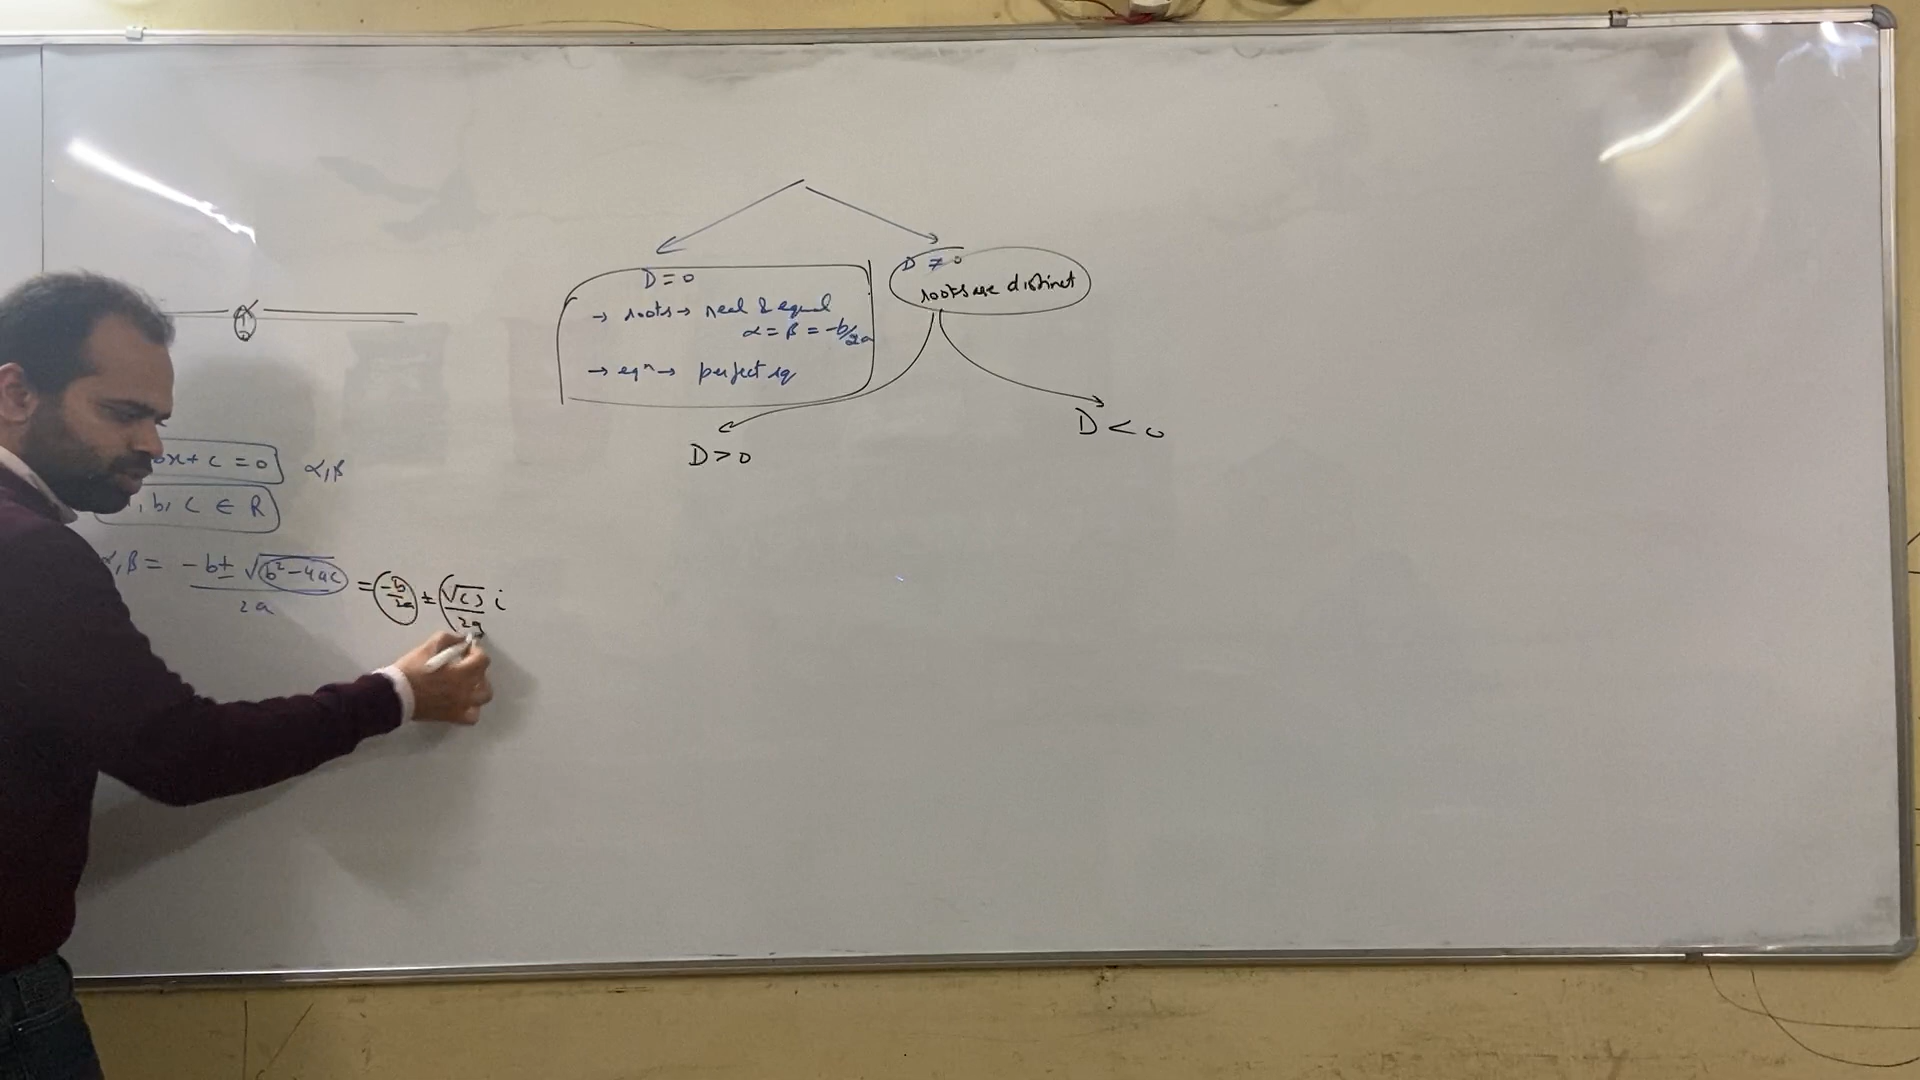 D = 0
→ roots → real & equal
α = β = -b/2a
→ eqⁿ → perfect sq
D ≠ 0
roots are distinct
D > 0
D < 0
bx + c = 0 α, β
, b, c ∈ R
α, β = -b ± √(b² - 4ac) / 2a = -b/2a ± √( )/2a i